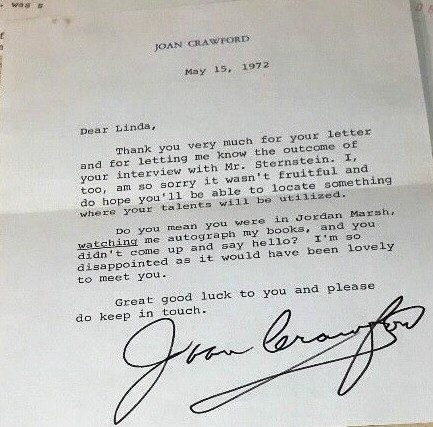 . was s
JOAN CRAWFORD
May 15, 1972
Dear Linda,
Thank you very much for your letter
and for letting me know the outcome of
your interview with Mr. Sternstein. I,
too, am so sorry it wasn't fruitful and
do hope you'll be able to locate something
where your talents will be utilized.
Do you mean you were in Jordan Marsh,
watching me autograph my books, and you
didn't come up and say hello? I'm so
disappointed as it would have been lovely
to meet you.
Great good luck to you and please
do keep in touch.
Joan Crawford